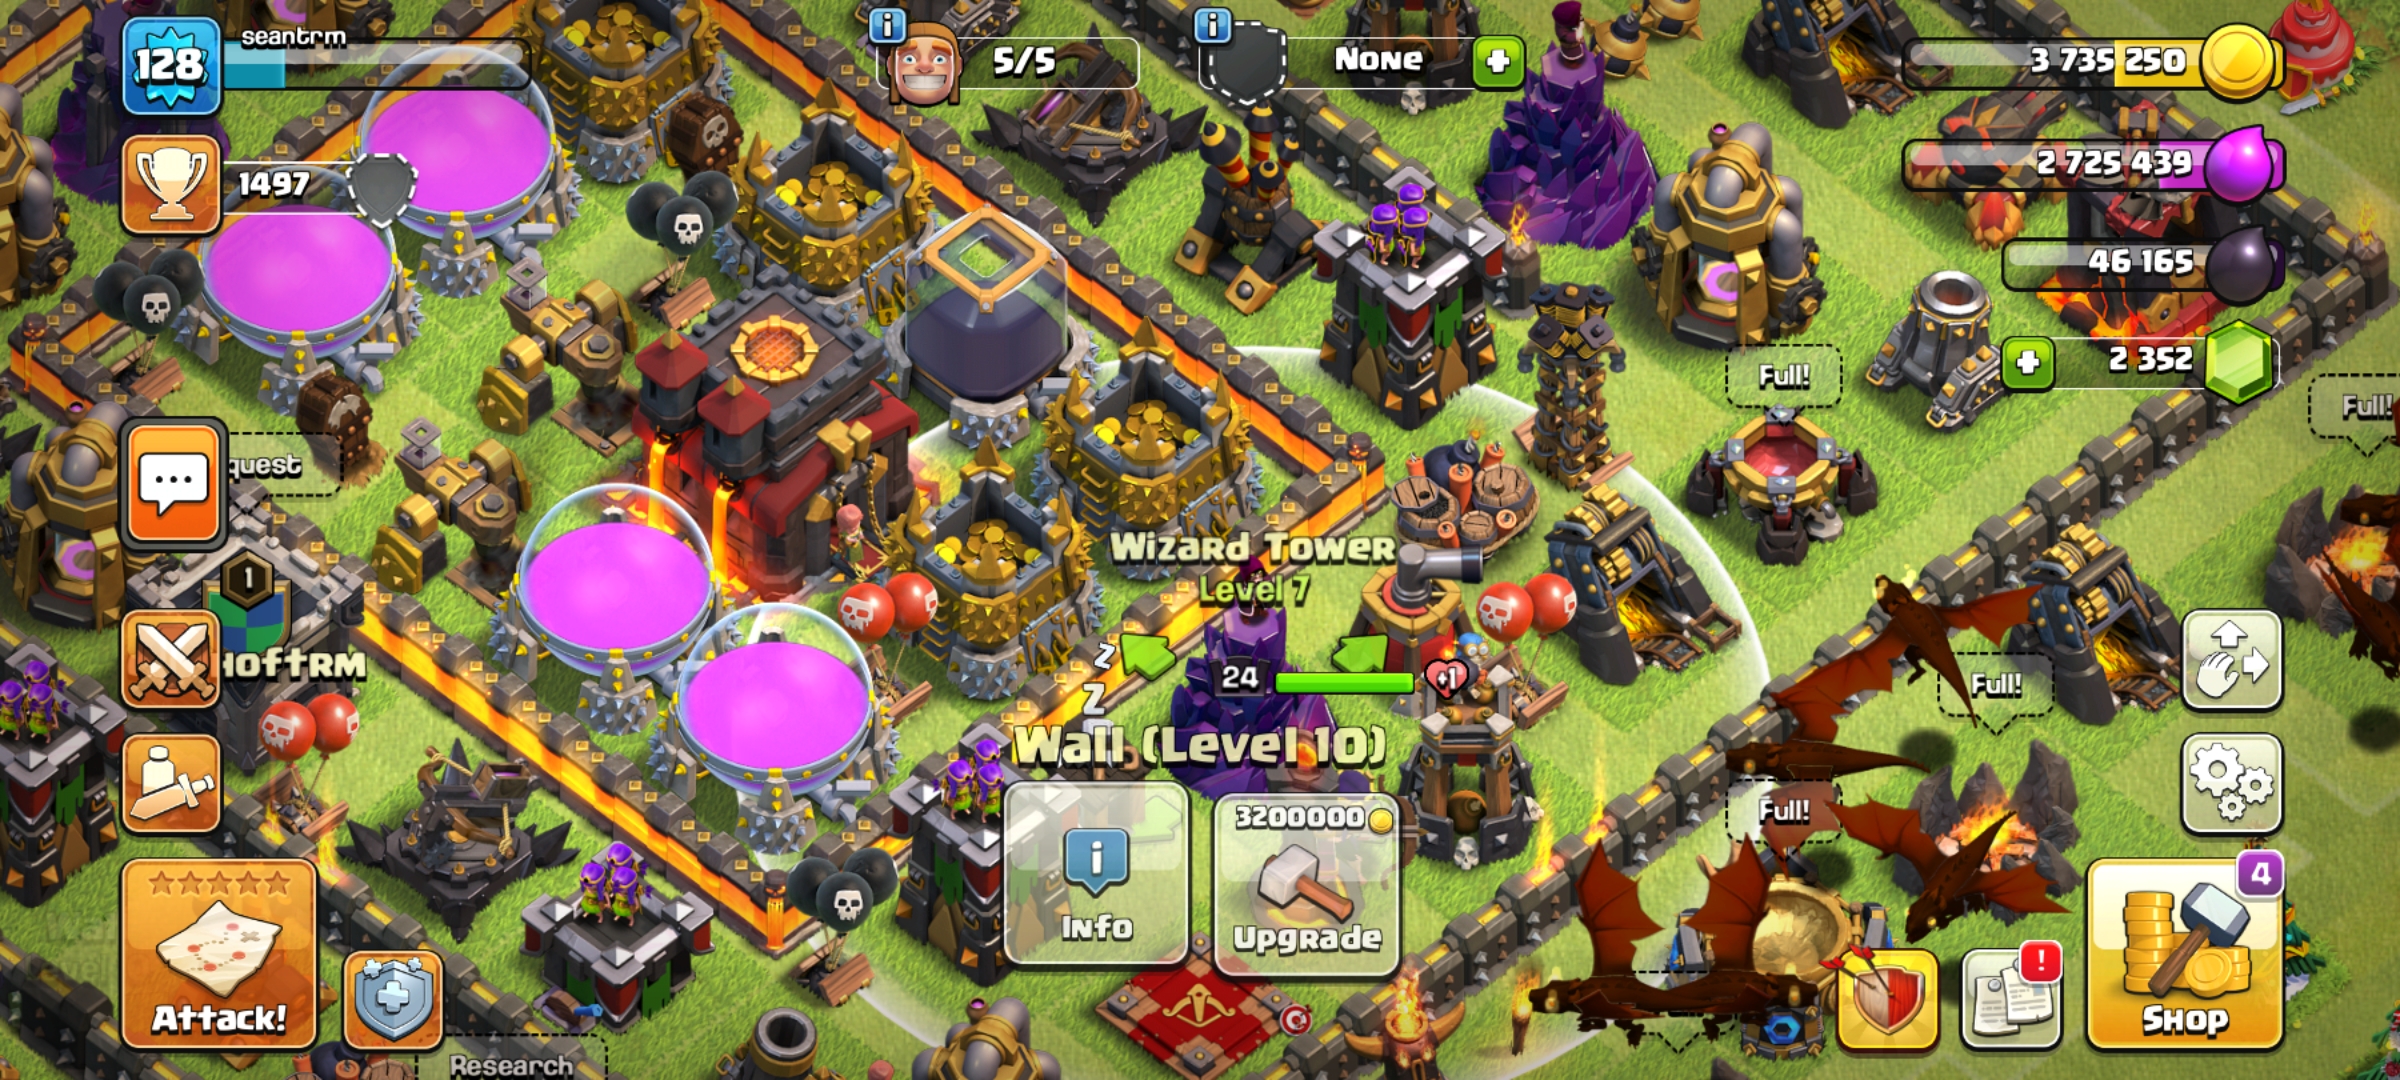 128
seantrm
5/5
None
3 735 250
1497
2 725 439
46 165
2 352
Full!
Full!
quest
Wizard Tower
Level 7
1
HOFTRM
24
+1
Full!
Wall (Level 10)
Full!
3200000
Info
Upgrade
4
Attack!
Shop
Research